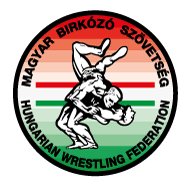 MAGYAR BIRKÓZÓ SZÖVETSÉG
HUNGARIAN WRESTLING FEDERATION